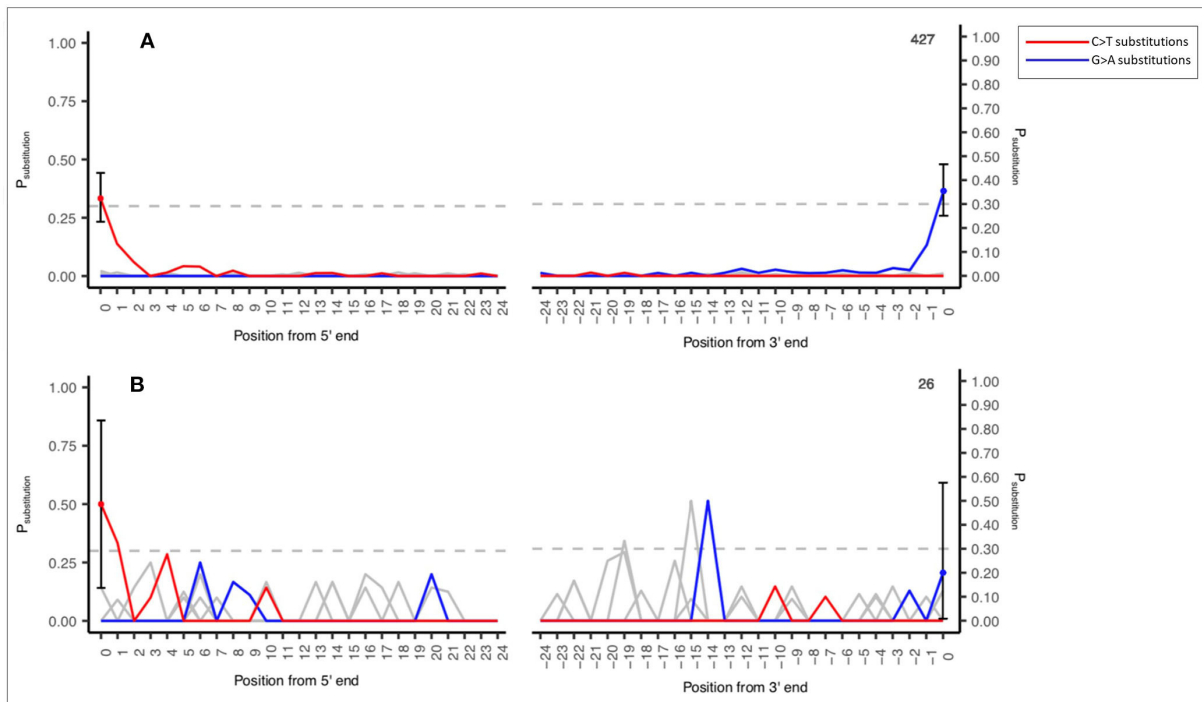 A
427
C>T substitutions
G>A substitutions
1.00
0.75
0.50
0.25
0.00
Psubstitution
1.00
0.90
0.80
0.70
0.60
0.50
0.40
0.30
0.20
0.10
0.00
Psubstitution
0 1 2 3 4 5 6 7 8 9 10 11 12 13 14 15 16 17 18 19 20 21 22 23 24
Position from 5' end
−24 −23 −22 −21 −20 −19 −18 −17 −16 −15 −14 −13 −12 −11 −10 −9 −8 −7 −6 −5 −4 −3 −2 −1 0
Position from 3' end
B
26
1.00
0.75
0.50
0.25
0.00
Psubstitution
1.00
0.90
0.80
0.70
0.60
0.50
0.40
0.30
0.20
0.10
0.00
Psubstitution
0 1 2 3 4 5 6 7 8 9 10 11 12 13 14 15 16 17 18 19 20 21 22 23 24
Position from 5' end
−24 −23 −22 −21 −20 −19 −18 −17 −16 −15 −14 −13 −12 −11 −10 −9 −8 −7 −6 −5 −4 −3 −2 −1 0
Position from 3' end